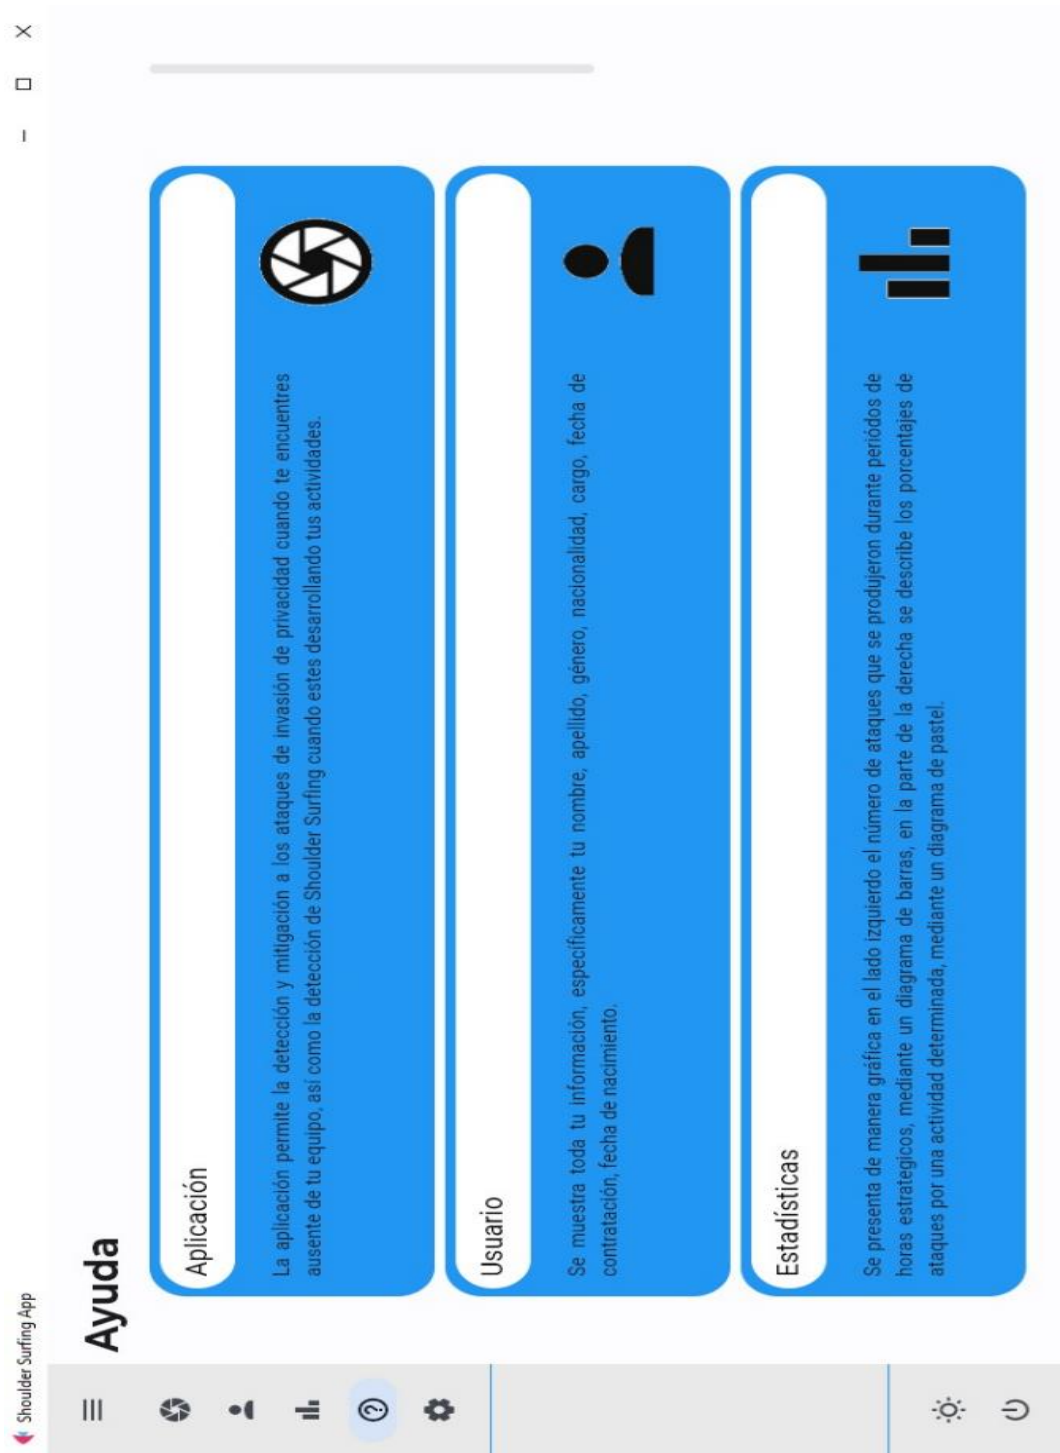 Shoulder Surfing App
Ayuda
Aplicación
La aplicación permite la detección y mitigación a los ataques de invasión de privacidad cuando te encuentres
ausente de tu equipo, así como la detección de Shoulder Surfing cuando estes desarrollando tus actividades.
Usuario
Se muestra toda tu información, específicamente tu nombre, apellido, género, nacionalidad, cargo, fecha de
contratación, fecha de nacimiento.
Estadísticas
Se presenta de manera gráfica en el lado izquierdo el número de ataques que se produjeron durante periódos de
horas estrategicos, mediante un diagrama de barras, en la parte de la derecha se describe los porcentajes de
ataques por una actividad determinada, mediante un diagrama de pastel.